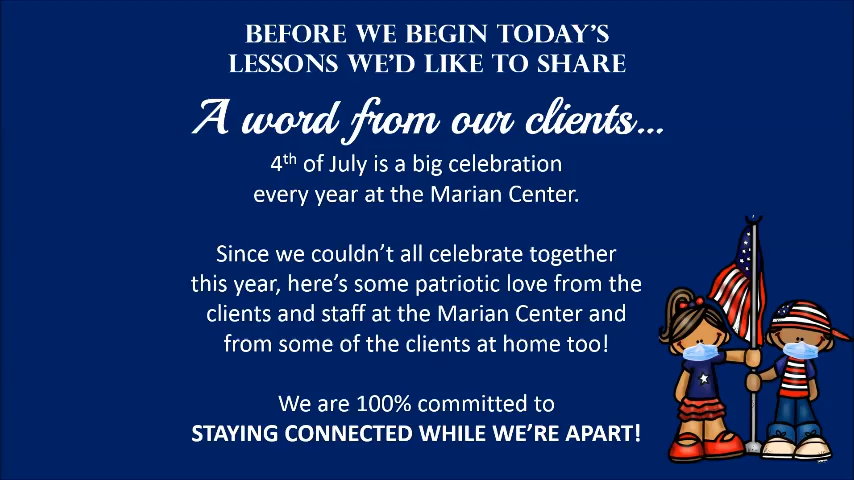 BEFORE WE BEGIN TODAY'S
LESSONS WE'D LIKE TO SHARE
A word from our clients...
4th of July is a big celebration
every year at the Marian Center.
Since we couldn't all celebrate together
this year, here's some patriotic love from the
clients and staff at the Marian Center and
from some of the clients at home too!
We are 100% committed to
STAYING CONNECTED WHILE WE'RE APART!